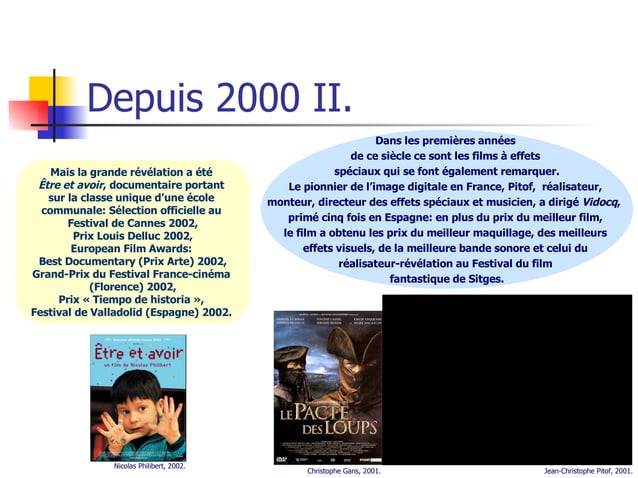 Depuis 2000 II.
Mais la grande révélation a été
Être et avoir, documentaire portant
sur la classe unique d’une école
communale: Sélection officielle au
Festival de Cannes 2002,
Prix Louis Delluc 2002,
European Film Awards:
Best Documentary (Prix Arte) 2002,
Grand-Prix du Festival France-cinéma
(Florence) 2002,
Prix « Tiempo de historia »,
Festival de Valladolid (Espagne) 2002.
Dans les premières années
de ce siècle ce sont les films à effets
spéciaux qui se font également remarquer.
Le pionnier de l’image digitale en France, Pitof,  réalisateur,
monteur, directeur des effets spéciaux et musicien, a dirigé Vidocq,
primé cinq fois en Espagne: en plus du prix du meilleur film,
le film a obtenu les prix du meilleur maquillage, des meilleurs
effets visuels, de la meilleure bande sonore et celui du
réalisateur-révélation au Festival du film
fantastique de Sitges.
Être et avoir
un film de Nicolas Philibert
LE PACTE
DES LOUPS
Nicolas Philibert, 2002.
Christophe Gans, 2001.
Jean-Christophe Pitof, 2001.